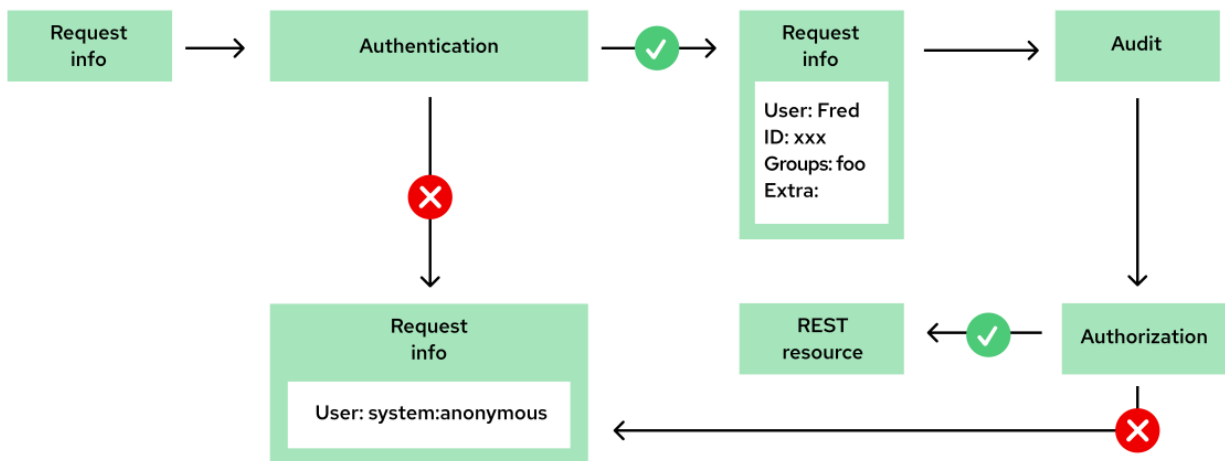 Request
info
Authentication
Request
info
User: Fred
ID: xxx
Groups: foo
Extra:
Audit
Request
info
User: system:anonymous
REST
resource
Authorization